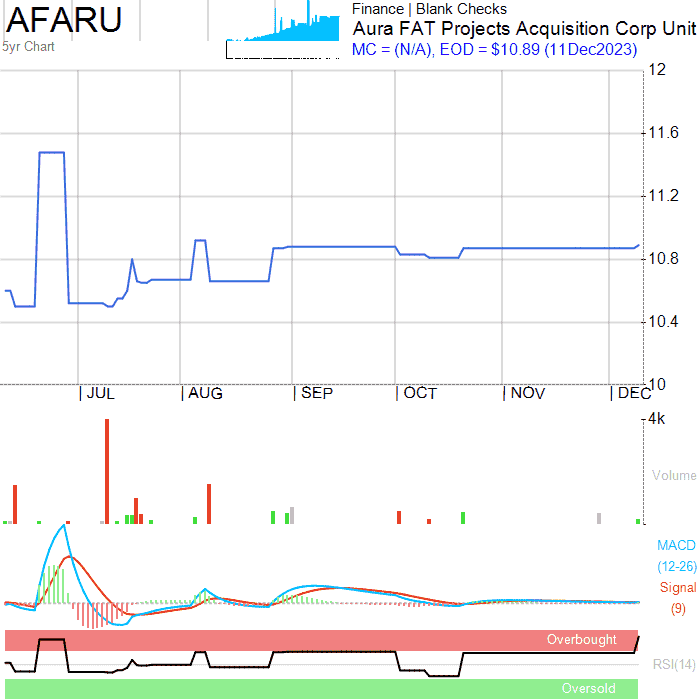 AFARU
5yr Chart
Finance | Blank Checks
Aura FAT Projects Acquisition Corp Unit
MC = (N/A), EOD = $10.89 (11Dec2023)
12
11.6
11.2
10.8
10.4
10
| JUL | AUG | SEP | OCT | NOV | DEC
4k
Volume
MACD
(12-26)
Signal
(9)
Overbought
RSI(14)
Oversold